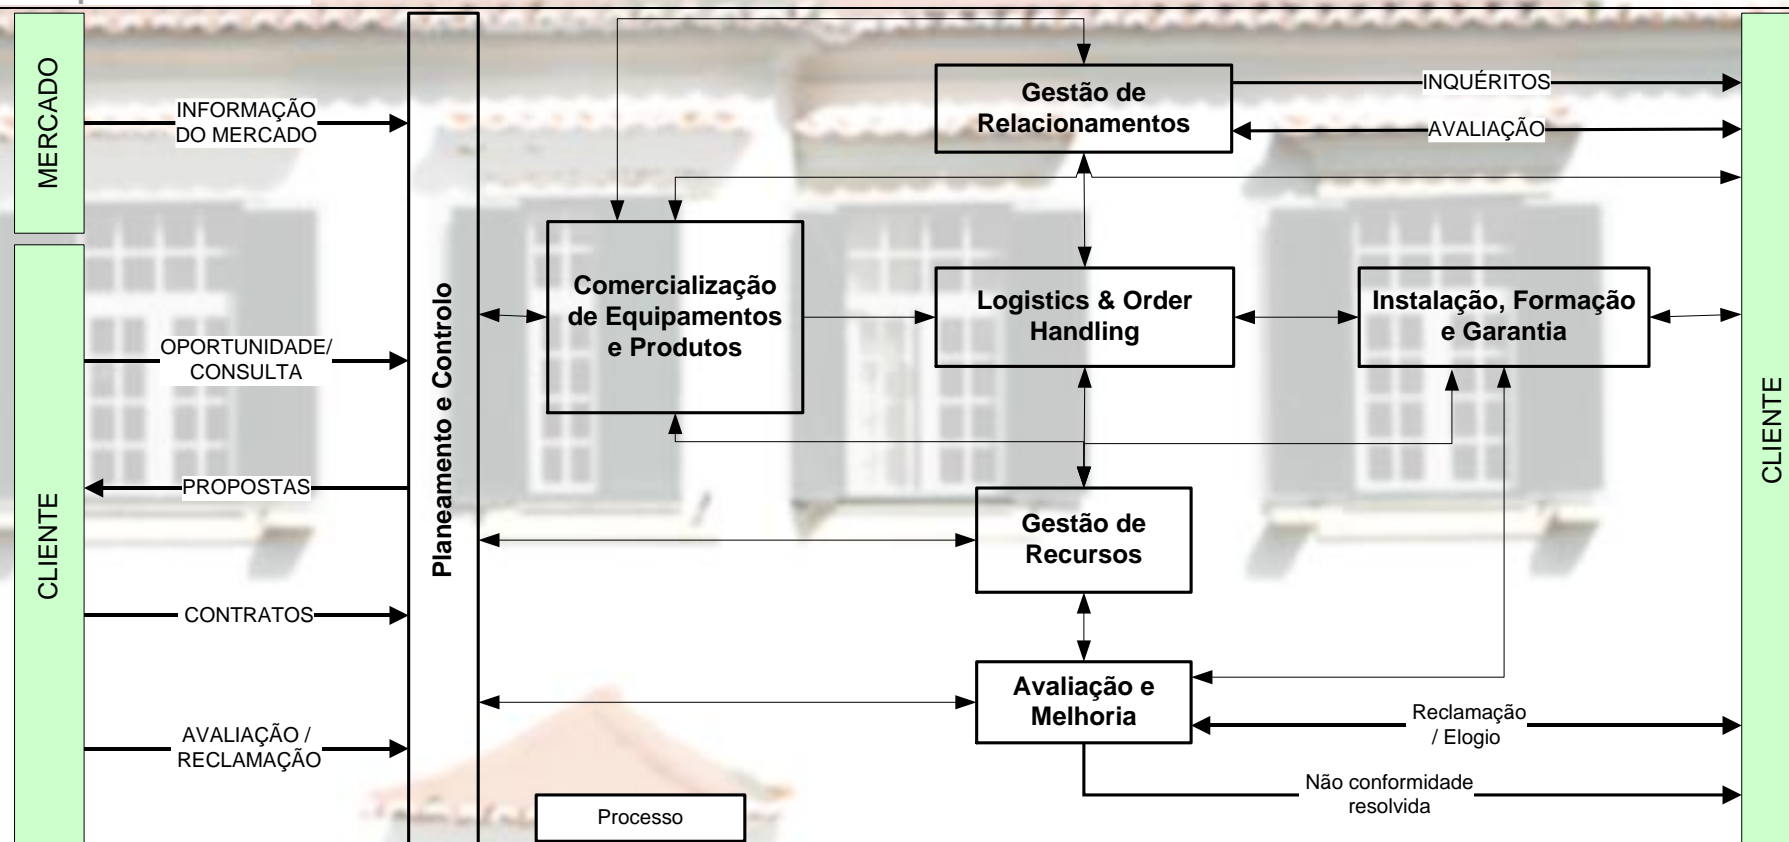 MERCADO
CLIENTE
INFORMAÇÃO
DO MERCADO
OPORTUNIDADE/
CONSULTA
PROPOSTAS
CONTRATOS
AVALIAÇÃO /
RECLAMAÇÃO
Planeamento e Controlo
Gestão de
Relacionamentos
INQUÉRITOS
AVALIAÇÃO
Comercialização
de Equipamentos
e Produtos
Logistics & Order
Handling
Instalação, Formação
e Garantia
Gestão de
Recursos
Avaliação e
Melhoria
Reclamação
/ Elogio
Não conformidade
resolvida
Processo
CLIENTE